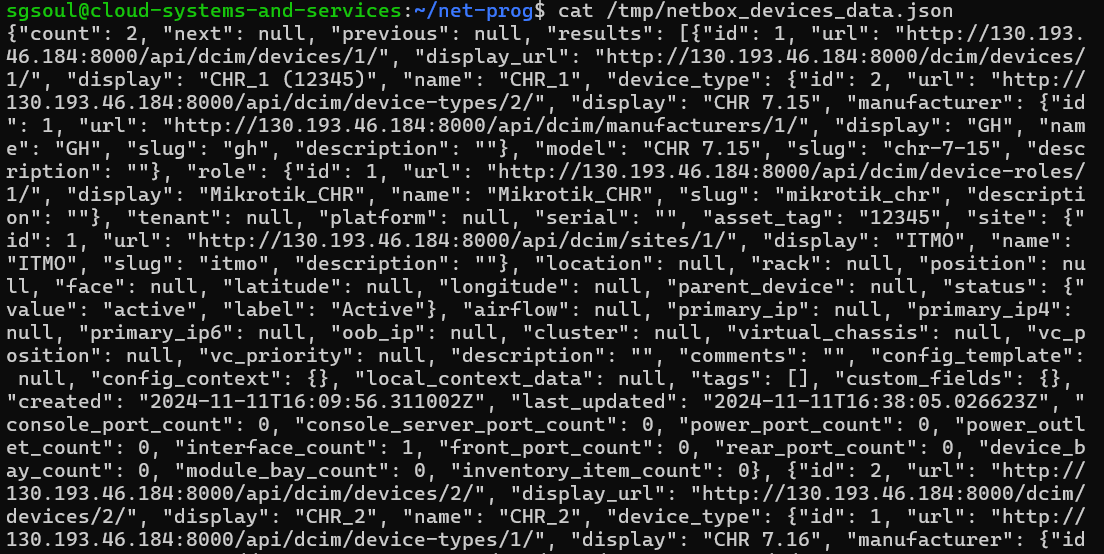 sgsoul@cloud-systems-and-services:~/net-prog$ cat /tmp/netbox_devices_data.json
{"count": 2, "next": null, "previous": null, "results": [{"id": 1, "url": "http://130.193.
46.184:8000/api/dcim/devices/1/", "display_url": "http://130.193.46.184:8000/dcim/devices/
1/", "display": "CHR_1 (12345)", "name": "CHR_1", "device_type": {"id": 2, "url": "http://
130.193.46.184:8000/api/dcim/device-types/2/", "display": "CHR 7.15", "manufacturer": {"id
": 1, "url": "http://130.193.46.184:8000/api/dcim/manufacturers/1/", "display": "GH", "nam
e": "GH", "slug": "gh", "description": ""}, "model": "CHR 7.15", "slug": "chr-7-15", "desc
ription": ""}, "role": {"id": 1, "url": "http://130.193.46.184:8000/api/dcim/device-roles/
1/", "display": "Mikrotik_CHR", "name": "Mikrotik_CHR", "slug": "mikrotik_chr", "descripti
on": ""}, "tenant": null, "platform": null, "serial": "", "asset_tag": "12345", "site": {"
id": 1, "url": "http://130.193.46.184:8000/api/dcim/sites/1/", "display": "ITMO", "name":
"ITMO", "slug": "itmo", "description": ""}, "location": null, "rack": null, "position": nu
ll, "face": null, "latitude": null, "longitude": null, "parent_device": null, "status": {"
value": "active", "label": "Active"}, "airflow": null, "primary_ip": null, "primary_ip4":
null, "primary_ip6": null, "oob_ip": null, "cluster": null, "virtual_chassis": null, "vc_p
osition": null, "vc_priority": null, "description": "", "comments": "", "config_template":
 null, "config_context": {}, "local_context_data": null, "tags": [], "custom_fields": {},
"created": "2024-11-11T16:09:56.311002Z", "last_updated": "2024-11-11T16:38:05.026623Z", "
console_port_count": 0, "console_server_port_count": 0, "power_port_count": 0, "power_outl
et_count": 0, "interface_count": 1, "front_port_count": 0, "rear_port_count": 0, "device_b
ay_count": 0, "module_bay_count": 0, "inventory_item_count": 0}, {"id": 2, "url": "http://
130.193.46.184:8000/api/dcim/devices/2/", "display_url": "http://130.193.46.184:8000/dcim/
devices/2/", "display": "CHR_2", "name": "CHR_2", "device_type": {"id": 1, "url": "http://
130.193.46.184:8000/api/dcim/device-types/1/", "display": "CHR 7.16", "manufacturer": {"id